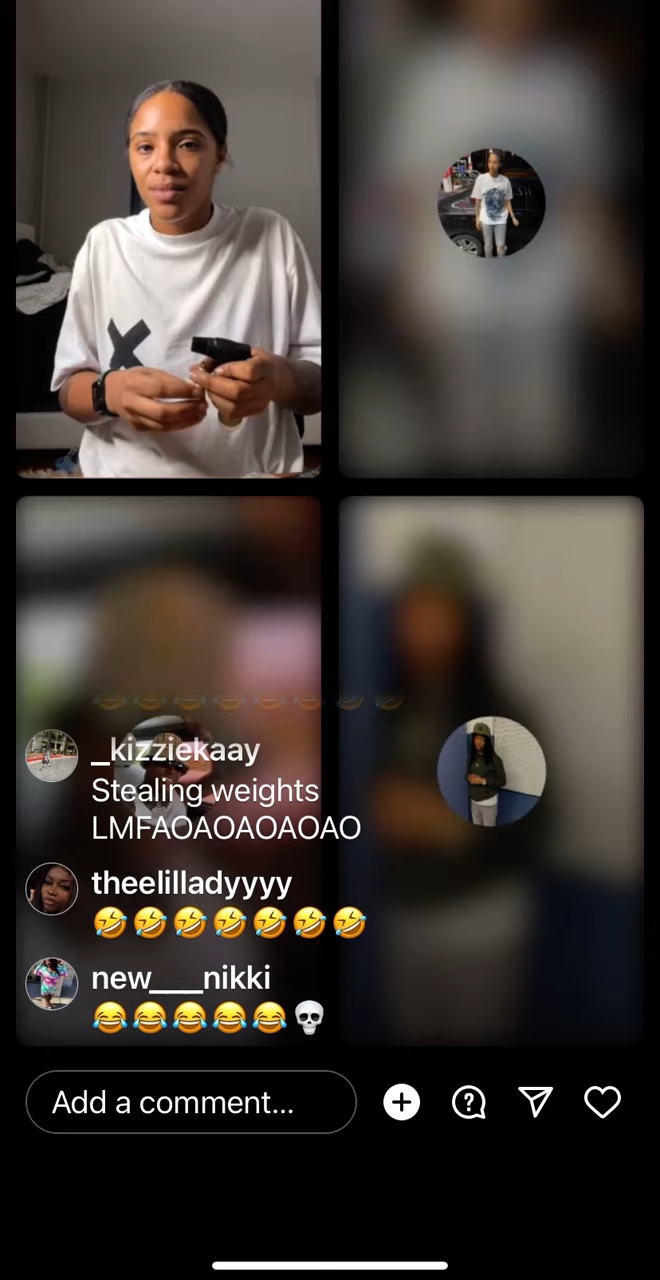 🤣🤣🤣🤣🤣🤣🤣🤣
_kizziekaay
Stealing weights
LMFAOAOAOAOAO
theelilladyyyy
🤣🤣🤣🤣🤣🤣🤣
new___nikki
😂😂😂😂😂💀
Add a comment...